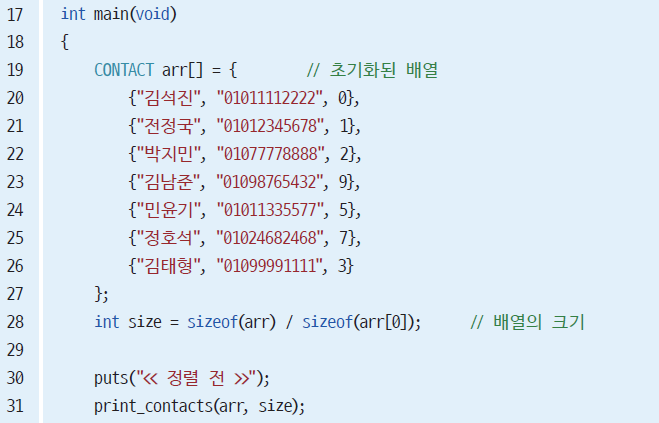 17 int main(void)
18 {
19 CONTACT arr[] = { // 초기화된 배열
20 {"김석진", "01011112222", 0},
21 {"전정국", "01012345678", 1},
22 {"박지민", "01077778888", 2},
23 {"김남준", "01098765432", 9},
24 {"민윤기", "01011335577", 5},
25 {"정호석", "01024682468", 7},
26 {"김태형", "01099991111", 3}
27 };
28 int size = sizeof(arr) / sizeof(arr[0]); // 배열의 크기
29
30 puts("<< 정렬 전 >>");
31 print_contacts(arr, size);